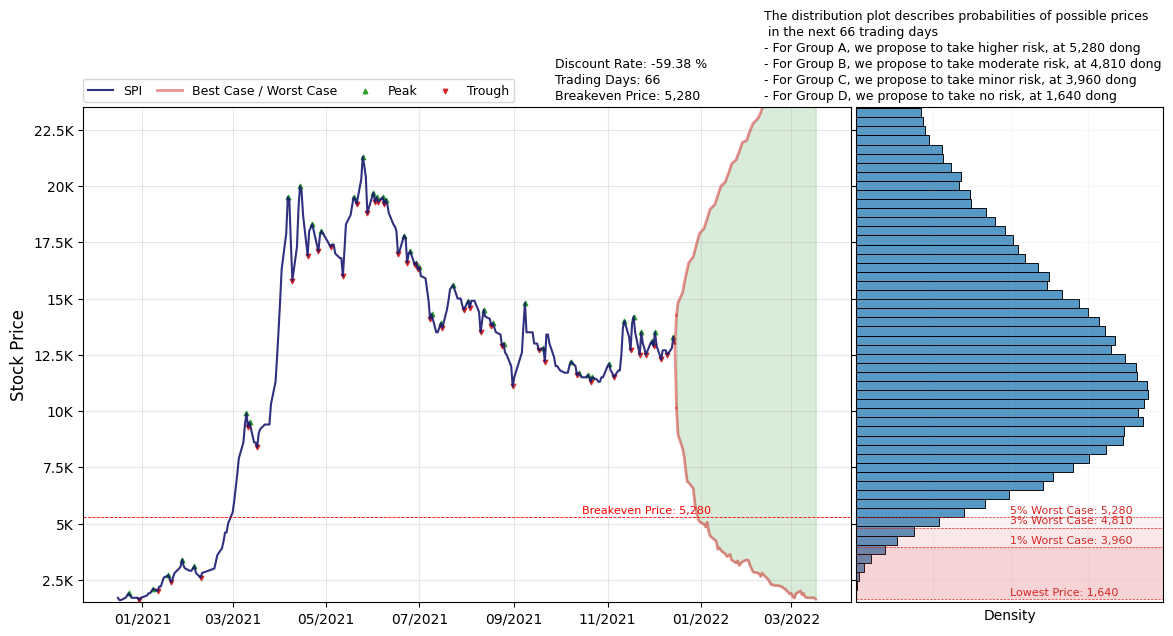 The distribution plot describes probabilities of possible prices
in the next 66 trading days
- For Group A, we propose to take higher risk, at 5,280 dong
- For Group B, we propose to take moderate risk, at 4,810 dong
- For Group C, we propose to take minor risk, at 3,960 dong
- For Group D, we propose to take no risk, at 1,640 dong
Discount Rate: -59.38 %
Trading Days: 66
Breakeven Price: 5,280
SPI
Best Case / Worst Case
Peak
Trough
Stock Price
22.5K
20K
17.5K
15K
12.5K
10K
7.5K
5K
2.5K
Breakeven Price: 5,280
01/2021
03/2021
05/2021
07/2021
09/2021
11/2021
01/2022
03/2022
5% Worst Case: 5,280
3% Worst Case: 4,810
1% Worst Case: 3,960
Lowest Price: 1,640
Density